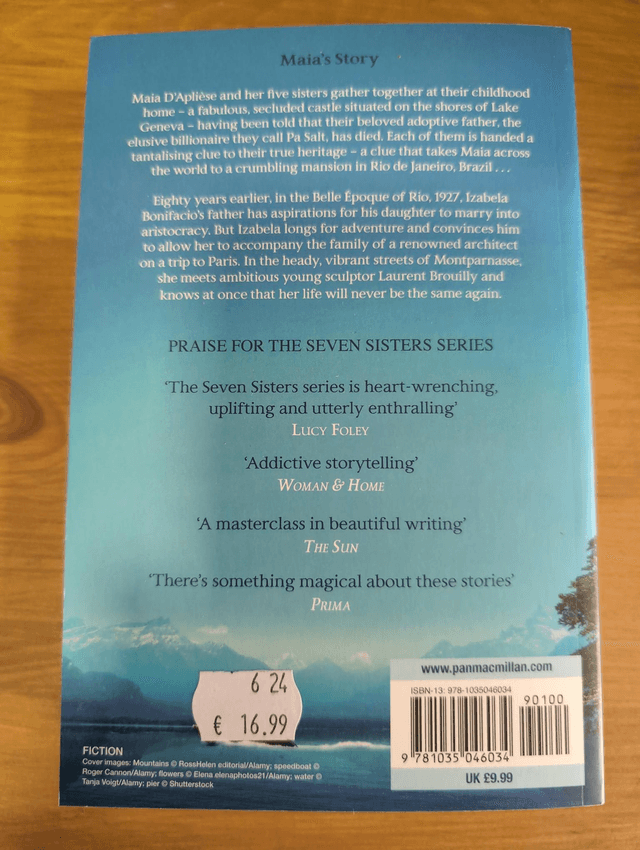 Maia's Story
Maia D'Aplièse and her five sisters gather together at their childhood
home – a fabulous, secluded castle situated on the shores of Lake
Geneva – having been told that their beloved adoptive father, the
elusive billionaire they call Pa Salt, has died. Each of them is handed a
tantalising clue to their true heritage – a clue that takes Maia across
the world to a crumbling mansion in Rio de Janeiro, Brazil . . .
Eighty years earlier, in the Belle Époque of Rio, 1927, Izabela
Bonifacio's father has aspirations for his daughter to marry into
aristocracy. But Izabela longs for adventure and convinces him
to allow her to accompany the family of a renowned architect
on a trip to Paris. In the heady, vibrant streets of Montparnasse,
she meets ambitious young sculptor Laurent Brouilly and
knows at once that her life will never be the same again.
PRAISE FOR THE SEVEN SISTERS SERIES
'The Seven Sisters series is heart-wrenching,
uplifting and utterly enthralling'
LUCY FOLEY
'Addictive storytelling'
WOMAN & HOME
'A masterclass in beautiful writing'
THE SUN
'There's something magical about these stories'
PRIMA
6 24
€ 16.99
FICTION
Cover images: Mountains © RossHelen editorial/Alamy; speedboat ©
Roger Cannon/Alamy; flowers © Elena elenaphotos21/Alamy; water ©
Tanja Voigt/Alamy; pier © Shutterstock
www.panmacmillan.com
ISBN-13: 978-1035046034
90100
9 781035 046034
UK £9.99